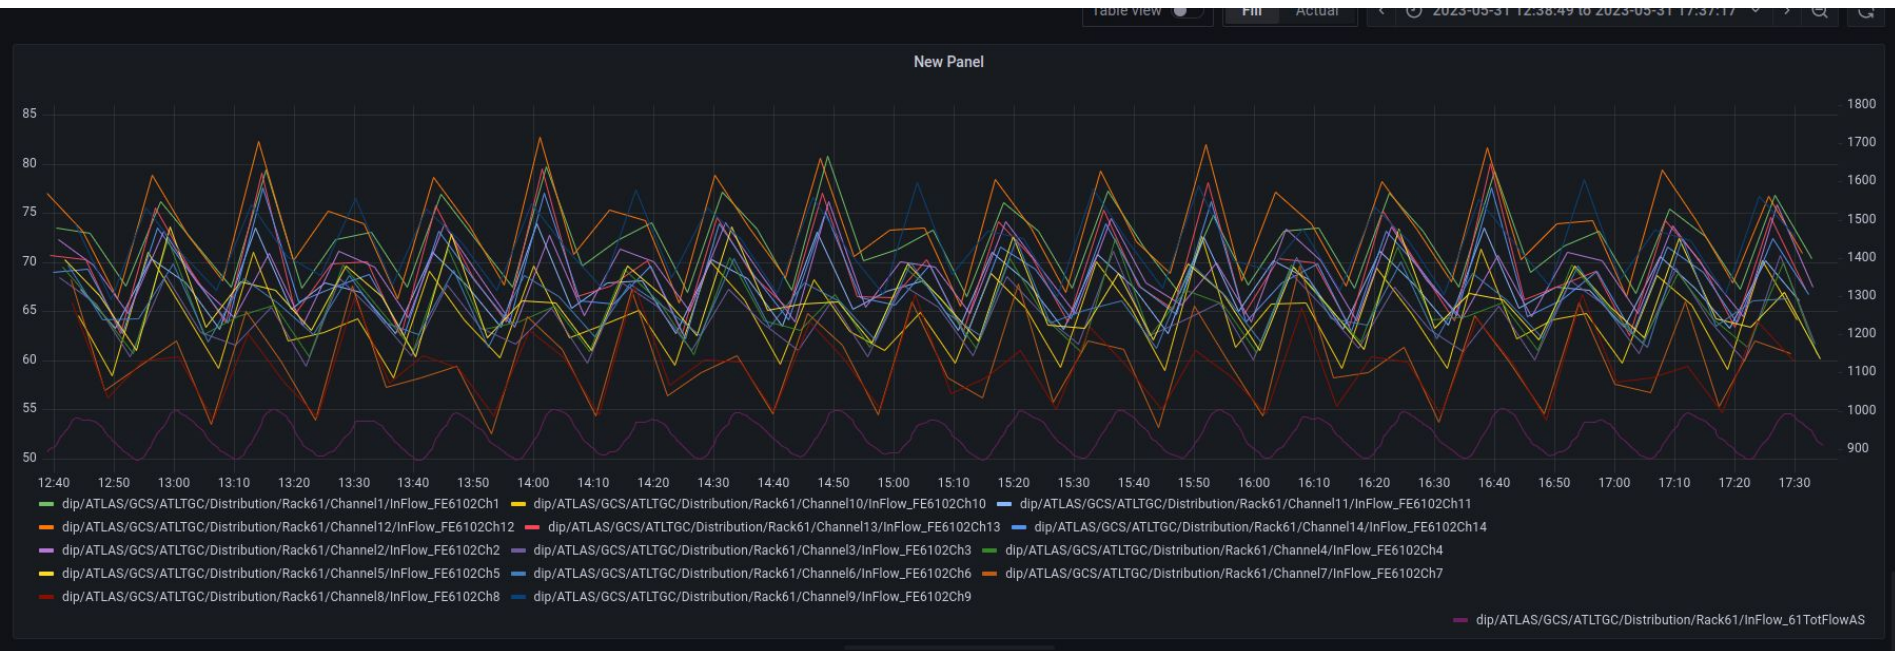 Table view Fill Actual 2023-05-31 12:38:49 to 2023-05-31 17:37:17
New Panel
85
80
75
70
65
60
55
50
1800
1700
1600
1500
1400
1300
1200
1100
1000
900
12:40 12:50 13:00 13:10 13:20 13:30 13:40 13:50 14:00 14:10 14:20 14:30 14:40 14:50 15:00 15:10 15:20 15:30 15:40 15:50 16:00 16:10 16:20 16:30 16:40 16:50 17:00 17:10 17:20 17:30
dip/ATLAS/GCS/ATLTGC/Distribution/Rack61/Channel1/InFlow_FE6102Ch1 dip/ATLAS/GCS/ATLTGC/Distribution/Rack61/Channel10/InFlow_FE6102Ch10 dip/ATLAS/GCS/ATLTGC/Distribution/Rack61/Channel11/InFlow_FE6102Ch11
dip/ATLAS/GCS/ATLTGC/Distribution/Rack61/Channel12/InFlow_FE6102Ch12 dip/ATLAS/GCS/ATLTGC/Distribution/Rack61/Channel13/InFlow_FE6102Ch13 dip/ATLAS/GCS/ATLTGC/Distribution/Rack61/Channel14/InFlow_FE6102Ch14
dip/ATLAS/GCS/ATLTGC/Distribution/Rack61/Channel2/InFlow_FE6102Ch2 dip/ATLAS/GCS/ATLTGC/Distribution/Rack61/Channel3/InFlow_FE6102Ch3 dip/ATLAS/GCS/ATLTGC/Distribution/Rack61/Channel4/InFlow_FE6102Ch4
dip/ATLAS/GCS/ATLTGC/Distribution/Rack61/Channel5/InFlow_FE6102Ch5 dip/ATLAS/GCS/ATLTGC/Distribution/Rack61/Channel6/InFlow_FE6102Ch6 dip/ATLAS/GCS/ATLTGC/Distribution/Rack61/Channel7/InFlow_FE6102Ch7
dip/ATLAS/GCS/ATLTGC/Distribution/Rack61/Channel8/InFlow_FE6102Ch8 dip/ATLAS/GCS/ATLTGC/Distribution/Rack61/Channel9/InFlow_FE6102Ch9
dip/ATLAS/GCS/ATLTGC/Distribution/Rack61/InFlow_61TotFlowAS